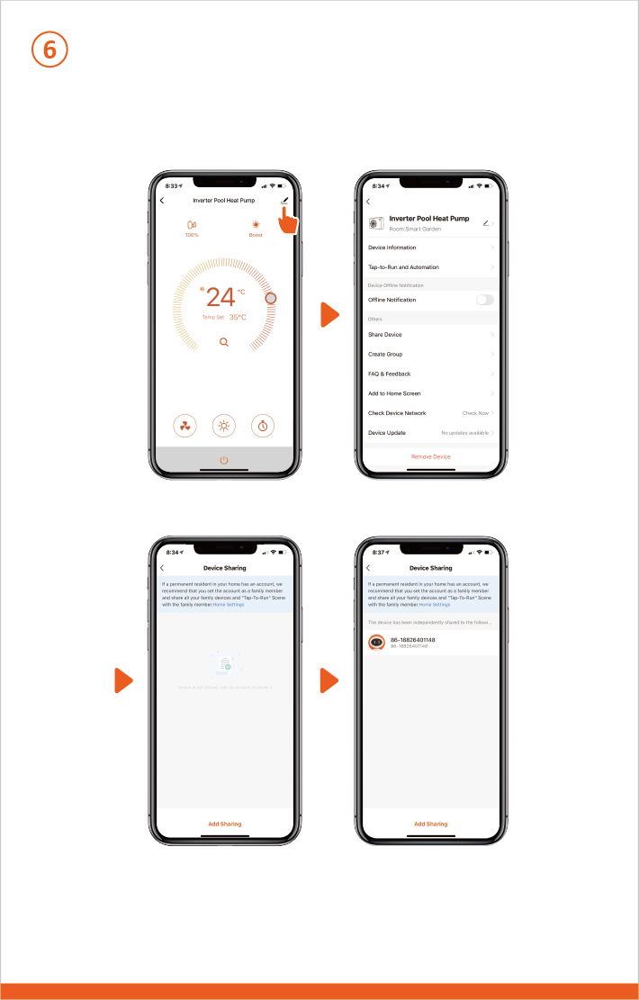 6
8:33
Inverter Pool Heat Pump
100%
Boost
24 °C
Temp Set 35°C
8:34
Inverter Pool Heat Pump
Room:Smart Garden
Device Information
Tap-to-Run and Automation
Device Offline Notification
Offline Notification
Others
Share Device
Create Group
FAQ & Feedback
Add to Home Screen
Check Device Network Check Now
Device Update No updates available
Remove Device
8:34
Device Sharing
If a permanent resident in your home has an account, we
recommend that you set the account as a family member
and share all your family devices and "Tap-To-Run" Scene
with the family member. Home Settings
Add Sharing
8:37
Device Sharing
If a permanent resident in your home has an account, we
recommend that you set the account as a family member
and share all your family devices and "Tap-To-Run" Scene
with the family member. Home Settings
The device has been independently shared to the followi...
86-18826401148
86-18826401148
Add Sharing